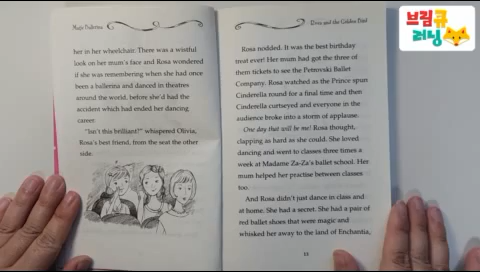 Magic Ballerina
her in her wheelchair. There was a wistful
look on her mum's face and Rosa wondered
if she was remembering when she had once
been a ballerina and danced in theatres
around the world, before she'd had the
accident which had ended her dancing
career.
"Isn't this brilliant?" whispered Olivia,
Rosa's best friend, from the seat the other
side.
Rosa and the Golden Bird
Rosa nodded. It was the best birthday
treat ever! Her mum had got the three of
them tickets to see the Petrovski Ballet
Company. Rosa watched as the Prince spun
Cinderella round for a final time and then
Cinderella curtseyed and everyone in the
audience broke into a storm of applause.
One day that will be me! Rosa thought,
clapping as hard as she could. She loved
dancing and went to classes three times a
week at Madame Za-Za's ballet school. Her
mum helped her practise between classes
too.
And Rosa didn't just dance in class and
at home. She had a secret. She had a pair of
red ballet shoes that were magic and
whisked her away to the land of Enchantia,
브릭큐
러닝